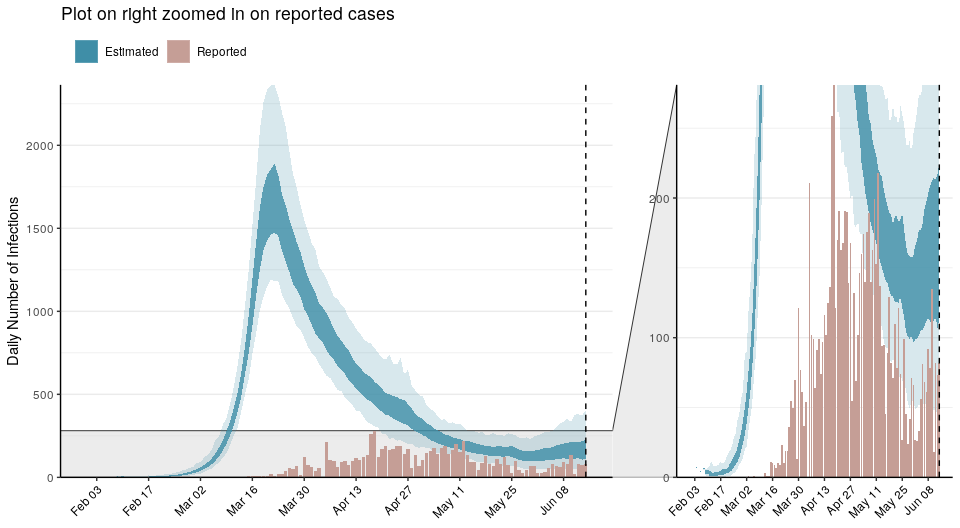 Plot on right zoomed in on reported cases
Estimated
Reported
Daily Number of Infections
2000
1500
1000
500
0
Feb 03
Feb 17
Mar 02
Mar 16
Mar 30
Apr 13
Apr 27
May 11
May 25
Jun 08
200
100
0
Feb 03
Feb 17
Mar 02
Mar 16
Mar 30
Apr 13
Apr 27
May 11
May 25
Jun 08